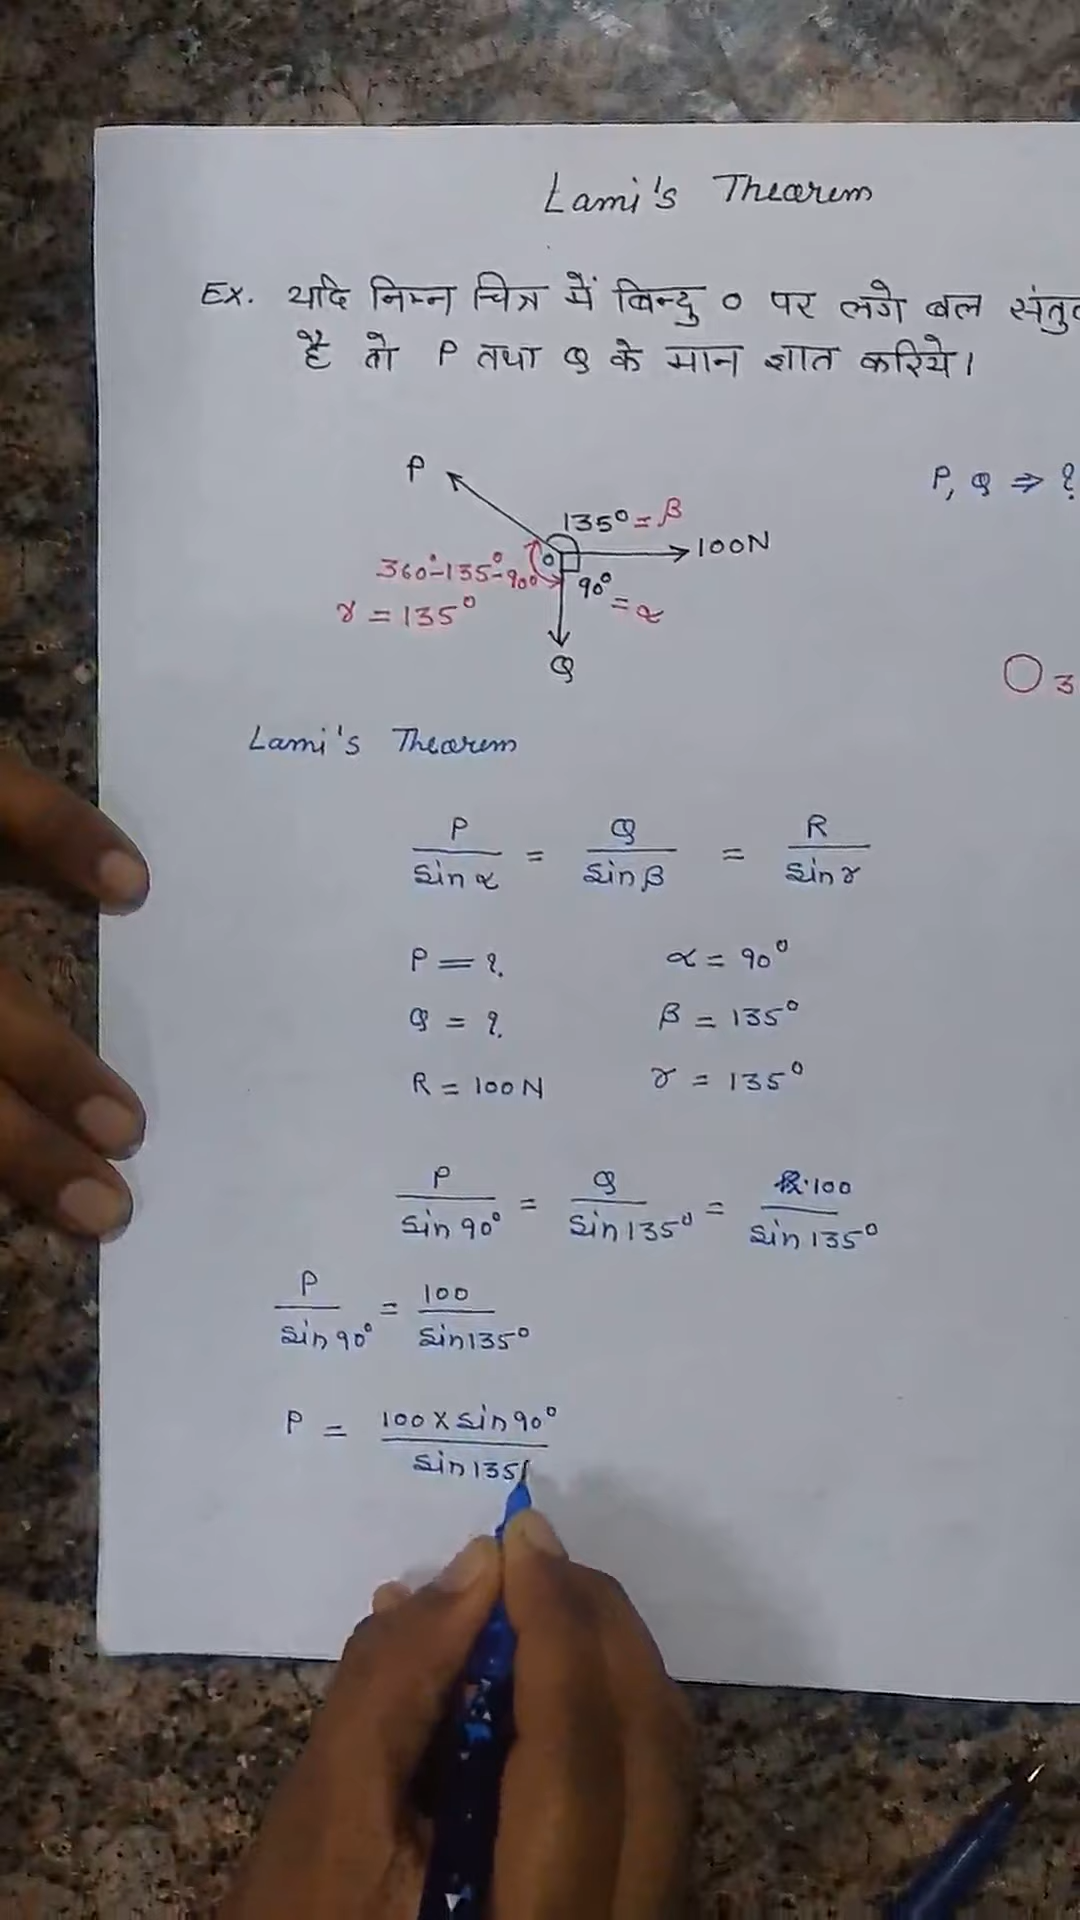 Lami's Thearem
Ex. यदि निम्न चित्र में बिन्दु O पर लगे बल
है तो P तथा Q के मान ज्ञात करिये।
P, Q ⇒ ?
P
135° = β
100N
O
360°-135°-90°
90° = α
γ = 135°
Q
Lami's Thearem
P/sin α = Q/sin β = R/sin γ
P = ? α = 90°
Q = ? β = 135°
R = 100N γ = 135°
P/sin 90° = Q/sin 135° = 100/sin 135°
P/sin 90° = 100/sin 135°
P = 100 x sin 90°/sin 135